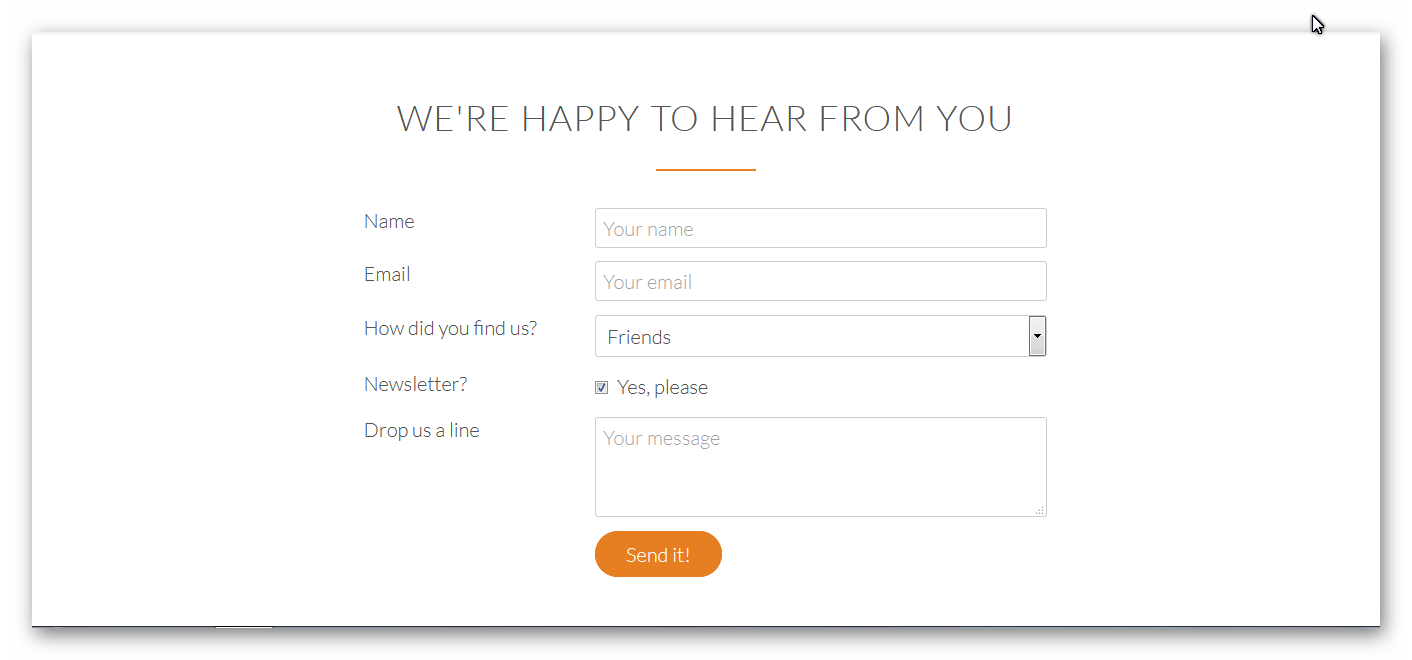 WE'RE HAPPY TO HEAR FROM YOU
Name
Your name
Email
Your email
How did you find us?
Friends
Newsletter?
Yes, please
Drop us a line
Your message
Send it!